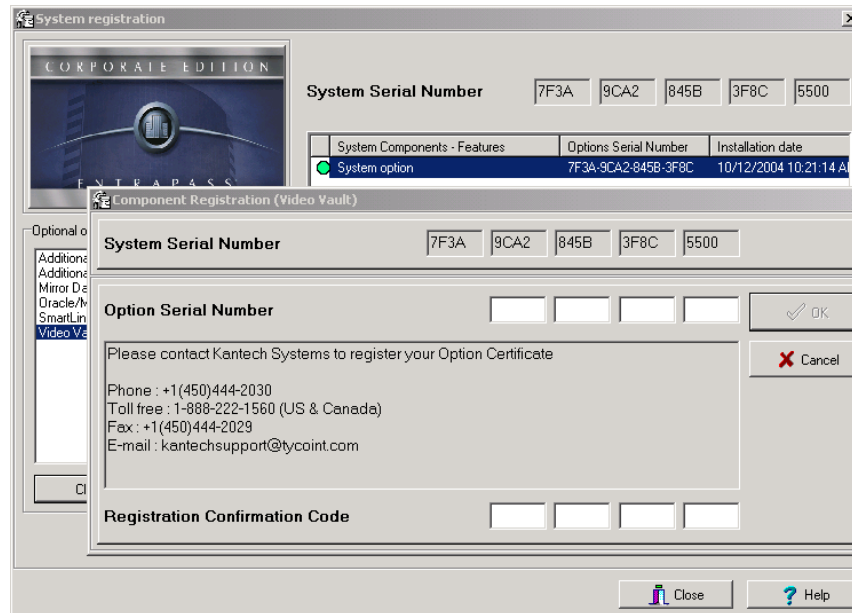 System registration
CORPORATE EDITION
ENTRAPASS
System Serial Number 7F3A 9CA2 845B 3F8C 5500
System Components - Features Options Serial Number Installation date
System option 7F3A-9CA2-845B-3F8C 10/12/2004 10:21:14 A
Component Registration (Video Vault)
System Serial Number 7F3A 9CA2 845B 3F8C 5500
Optional o
Additiona
Additiona
Mirror Da
Oracle/M
SmartLin
Video Va
Cl
Option Serial Number
OK
Please contact Kantech Systems to register your Option Certificate
Cancel
Phone : +1(450)444-2030
Toll free : 1-888-222-1560 (US & Canada)
Fax : +1(450)444-2029
E-mail : kantechsupport@tycoint.com
Registration Confirmation Code
Close Help